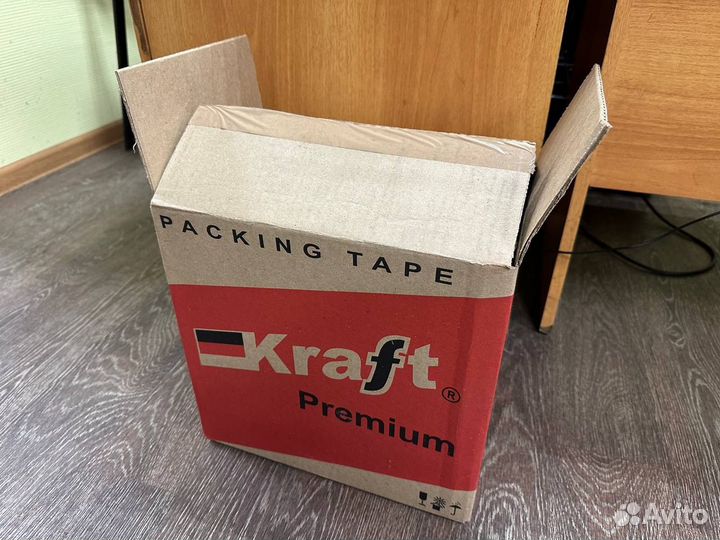 PACKING TAPE
Kraft®
Premium
Avito